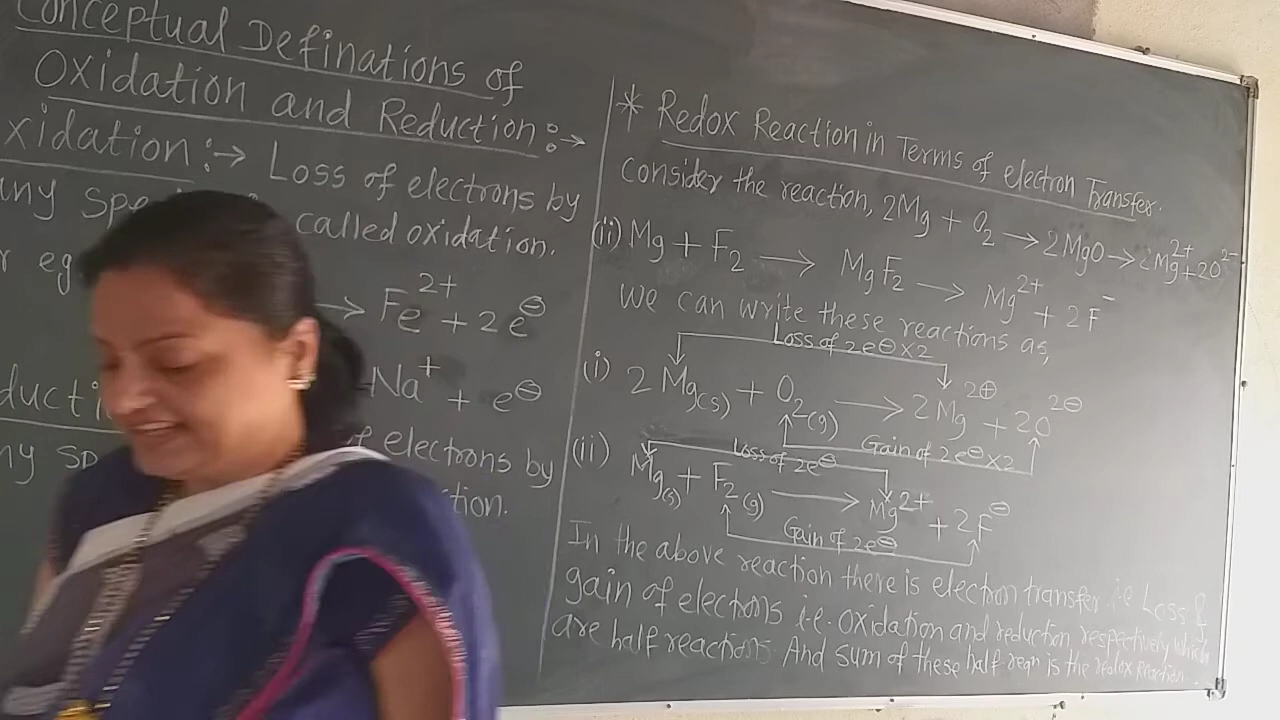 Conceptual Definations of
Oxidation and Reduction:→
xidation:→ Loss of electrons by
any spe called oxidation.
r eg
→ Fe²⁺ + 2e⊖
Na⁺ + e⊖
ducti
f electrons by
ny sp
tion.
* Redox Reaction in Terms of electron Transfer.
Consider the reaction, 2Mg + O₂ → 2MgO → 2Mg²⁺ + 2O²⁻
(ii) Mg + F₂ → MgF₂ → Mg²⁺ + 2F⁻
We can write these reactions as,
Loss of 2e⊖ x 2
(i) 2Mg(s) + O₂(g) → 2Mg²⊕ + 2O²⊖
Gain of 2e⊖ x 2
Loss of 2e⊖
(ii) Mg(s) + F₂(g) → Mg²⁺ + 2F⊖
Gain of 2e⊖
In the above reaction there is electron transfer i.e Loss &
gain of electrons i.e. oxidation and reduction respectively which
are half reactions. And sum of these half reqn is the redox reaction.